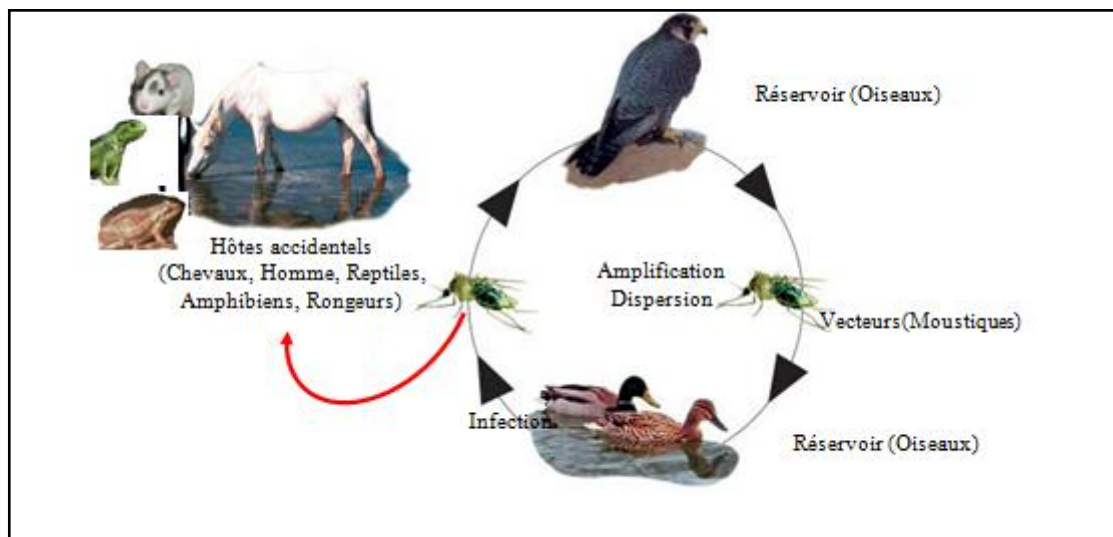 Réservoir (Oiseaux)
Hôtes accidentels
(Chevaux, Homme, Reptiles,
Amphibiens, Rongeurs)
Amplification
Dispersion
Vecteurs(Moustiques)
Infection
Réservoir (Oiseaux)